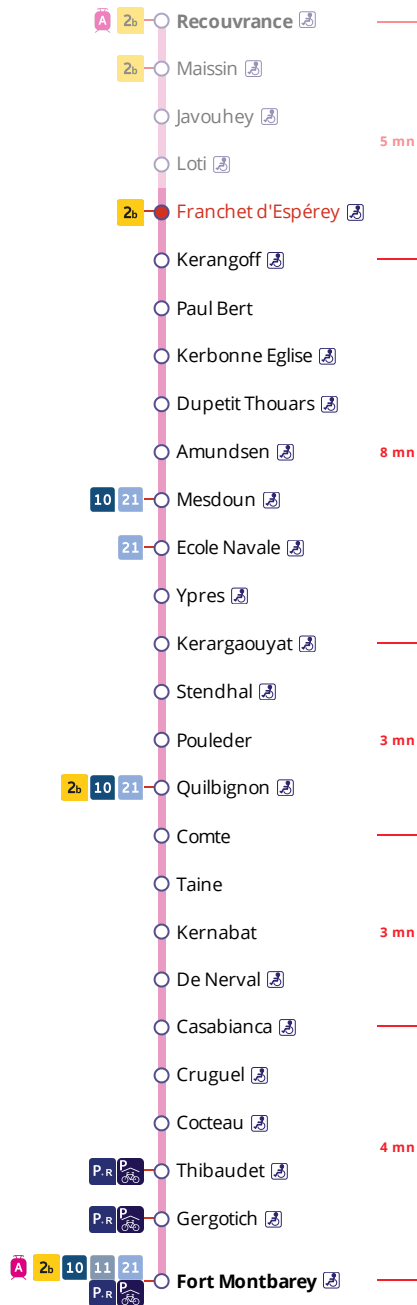 A 2b Recouvrance
2b Maissin
Javouhey
5 mn
Loti
2b Franchet d'Espérey
Kerangoff
Paul Bert
Kerbonne Eglise
Dupetit Thouars
Amundsen 8 mn
10 21 Mesdoun
21 Ecole Navale
Ypres
Kerargaouyat
Stendhal
Pouleder 3 mn
2b 10 21 Quilbignon
Comte
Taine
Kernabat 3 mn
De Nerval
Casabianca
Cruguel
Cocteau
4 mn
P.R P Thibaudet
P.R P Gergotich
A 2b 10 11 21
P.R P Fort Montbarey